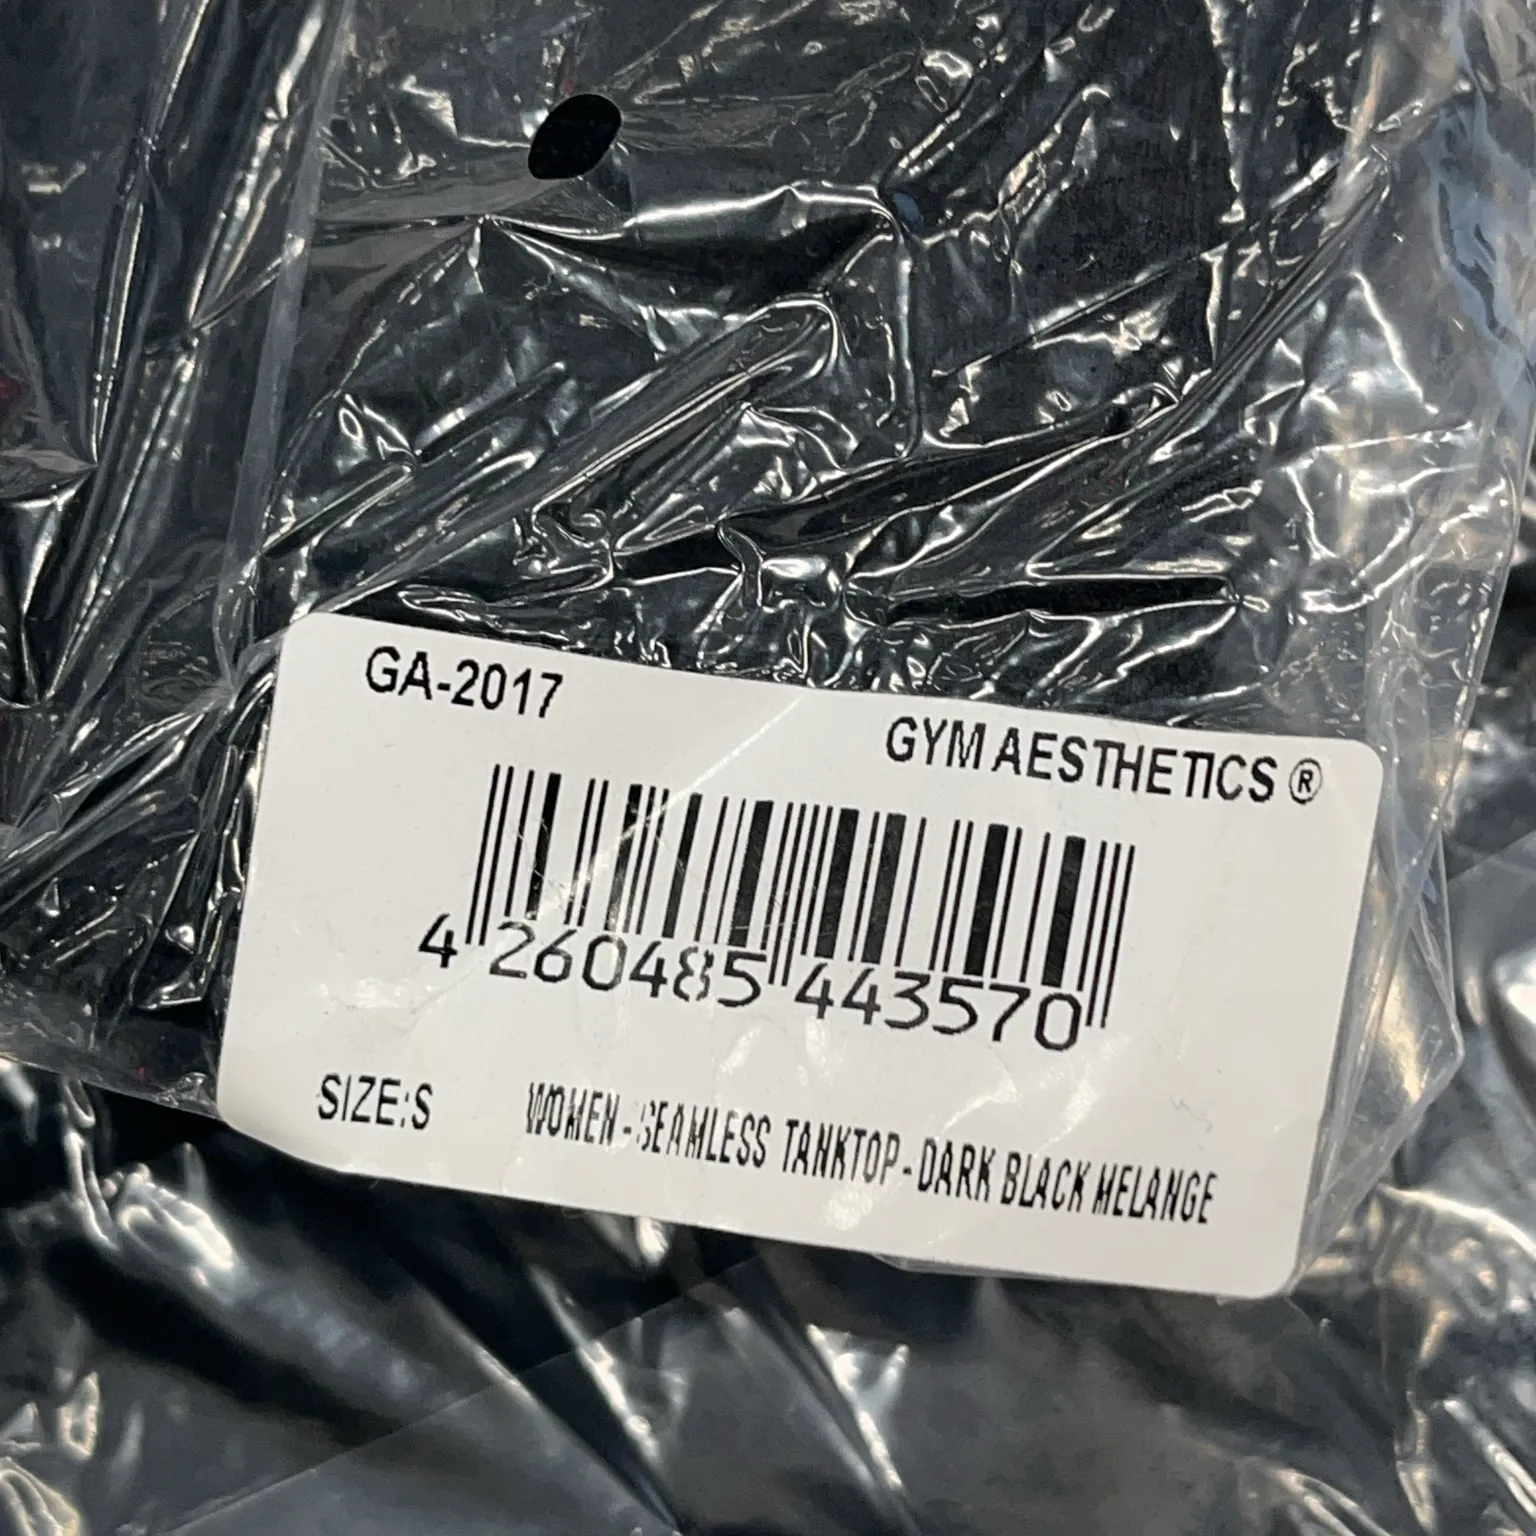 GA-2017
GYM AESTHETICS ®
4 260485 443570
SIZE:S
WOMEN-SEAMLESS TANKTOP-DARK BLACK MELANGE